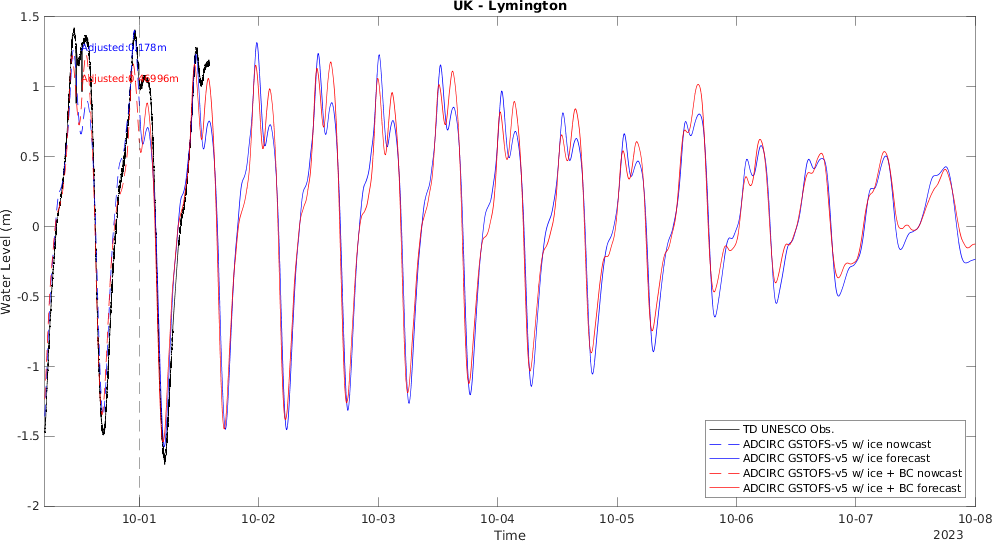 UK - Lymington
1.5
1
0.5
0
-0.5
-1
-1.5
-2
Water Level (m)
Adjusted:0.178m
TD UNESCO Obs.
ADCIRC GSTOFS-v5 w/ ice nowcast
ADCIRC GSTOFS-v5 w/ ice forecast
ADCIRC GSTOFS-v5 w/ ice + BC nowcast
ADCIRC GSTOFS-v5 w/ ice + BC forecast
10-01 10-02 10-03 10-04 10-05 10-06 10-07 10-08
Time
2023